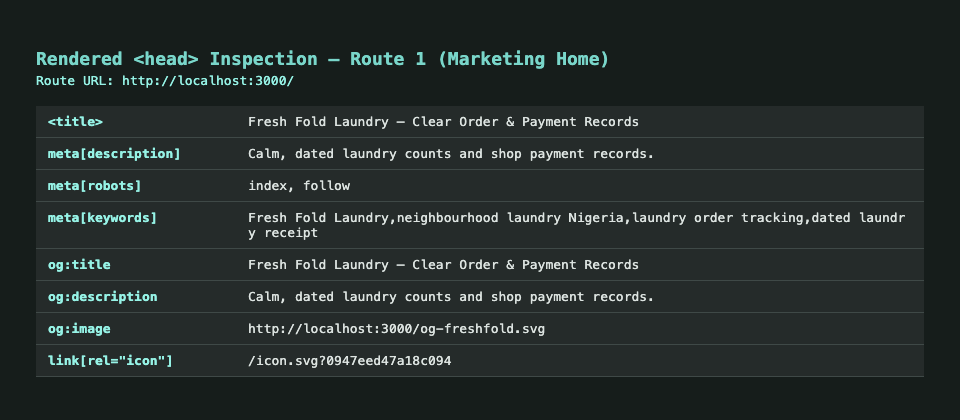 Rendered <head> Inspection — Route 1 (Marketing Home)
Route URL: http://localhost:3000/
<title> Fresh Fold Laundry — Clear Order & Payment Records
meta[description] Calm, dated laundry counts and shop payment records.
meta[robots] index, follow
meta[keywords] Fresh Fold Laundry,neighbourhood laundry Nigeria,laundry order tracking,dated laundr
y receipt
og:title Fresh Fold Laundry — Clear Order & Payment Records
og:description Calm, dated laundry counts and shop payment records.
og:image http://localhost:3000/og-freshfold.svg
link[rel="icon"] /icon.svg?0947eed47a18c094